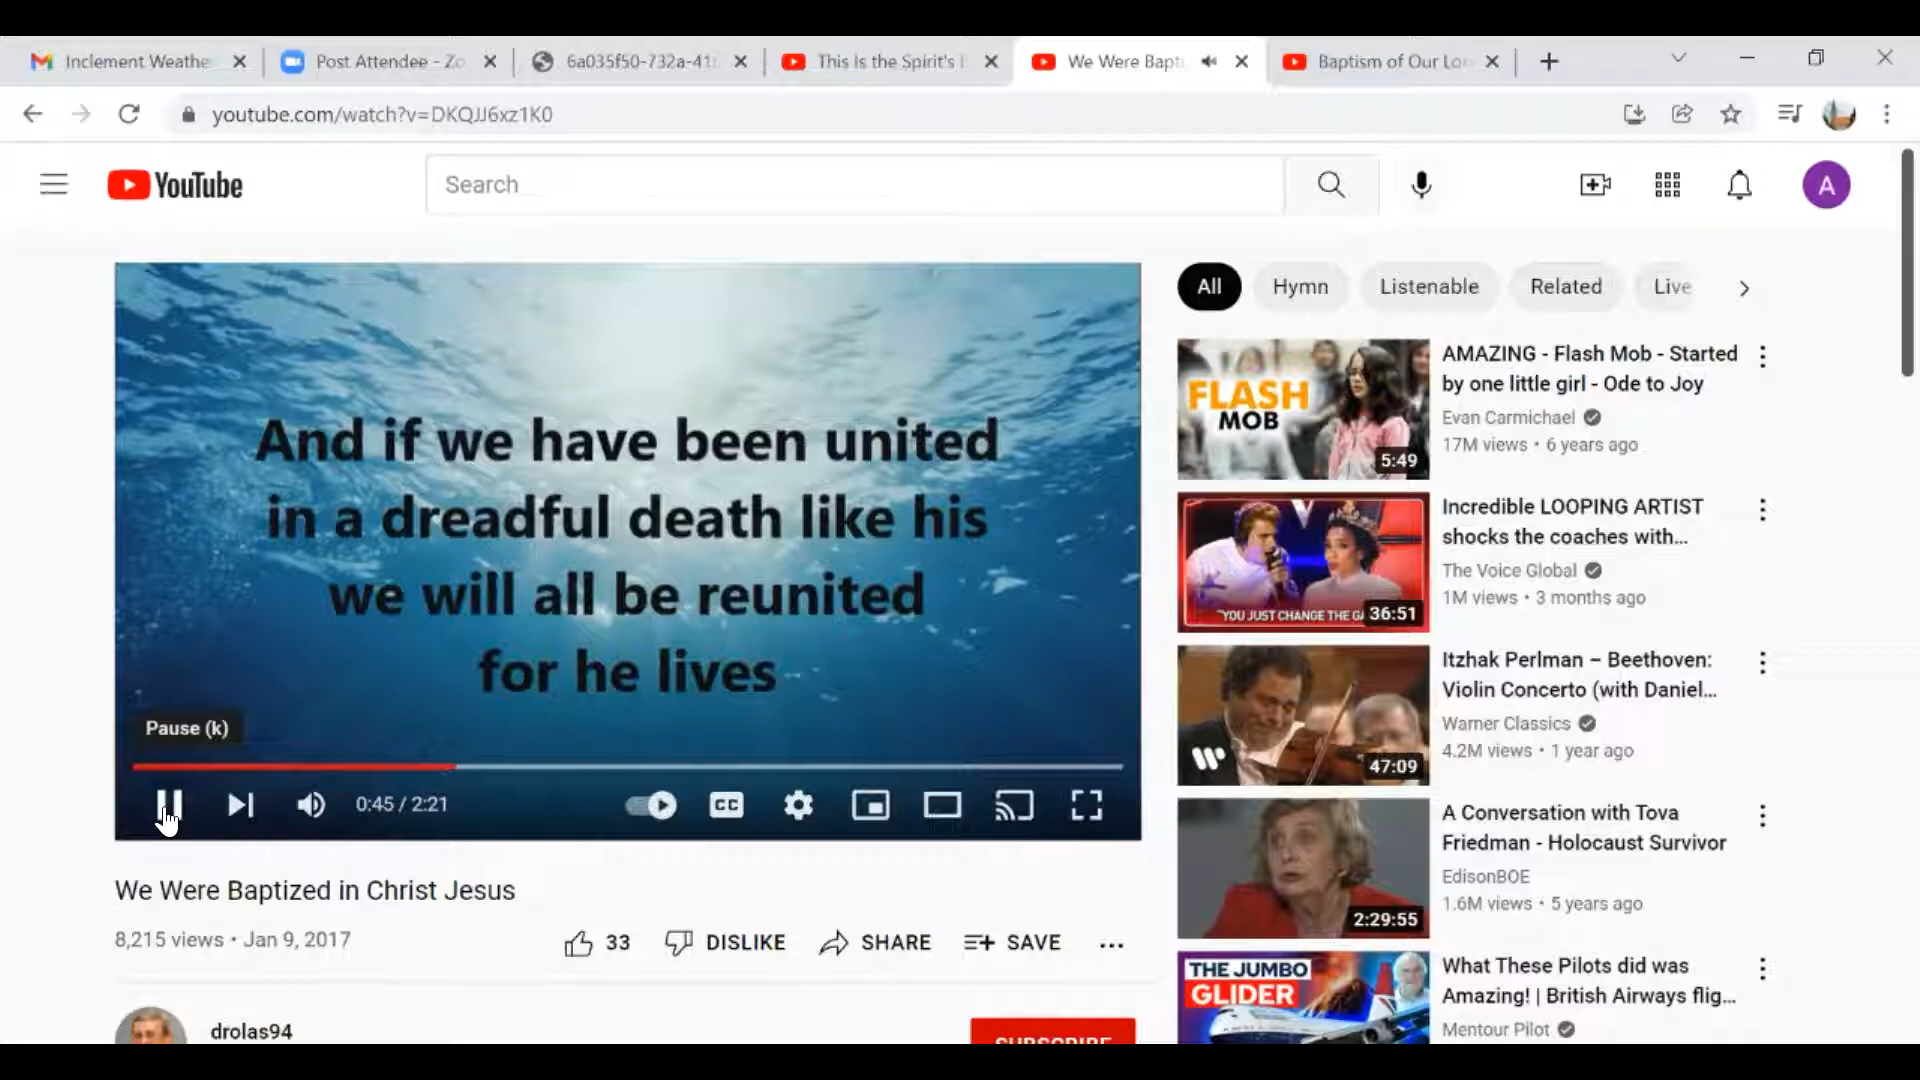 Inclement Weathe
Post Attendee - Zo
6a035f50-732a-41
This Is the Spirit's
We Were Bapt
Baptism of Our Lo
youtube.com/watch?v=DKQJJ6xz1K0
YouTube
Search
A
And if we have been united
in a dreadful death like his
we will all be reunited
for he lives
Pause (k)
0:45 / 2:21
CC
We Were Baptized in Christ Jesus
8,215 views • Jan 9, 2017
33
DISLIKE
SHARE
SAVE
drolas94
SUBSCRIBE
All
Hymn
Listenable
Related
Live
FLASH
MOB
5:49
AMAZING - Flash Mob - Started
by one little girl - Ode to Joy
Evan Carmichael
17M views • 6 years ago
"YOU JUST CHANGE THE GA
36:51
Incredible LOOPING ARTIST
shocks the coaches with...
The Voice Global
1M views • 3 months ago
47:09
Itzhak Perlman – Beethoven:
Violin Concerto (with Daniel...
Warner Classics
4.2M views • 1 year ago
2:29:55
A Conversation with Tova
Friedman - Holocaust Survivor
EdisonBOE
1.6M views • 5 years ago
THE JUMBO
GLIDER
What These Pilots did was
Amazing! | British Airways flig...
Mentour Pilot